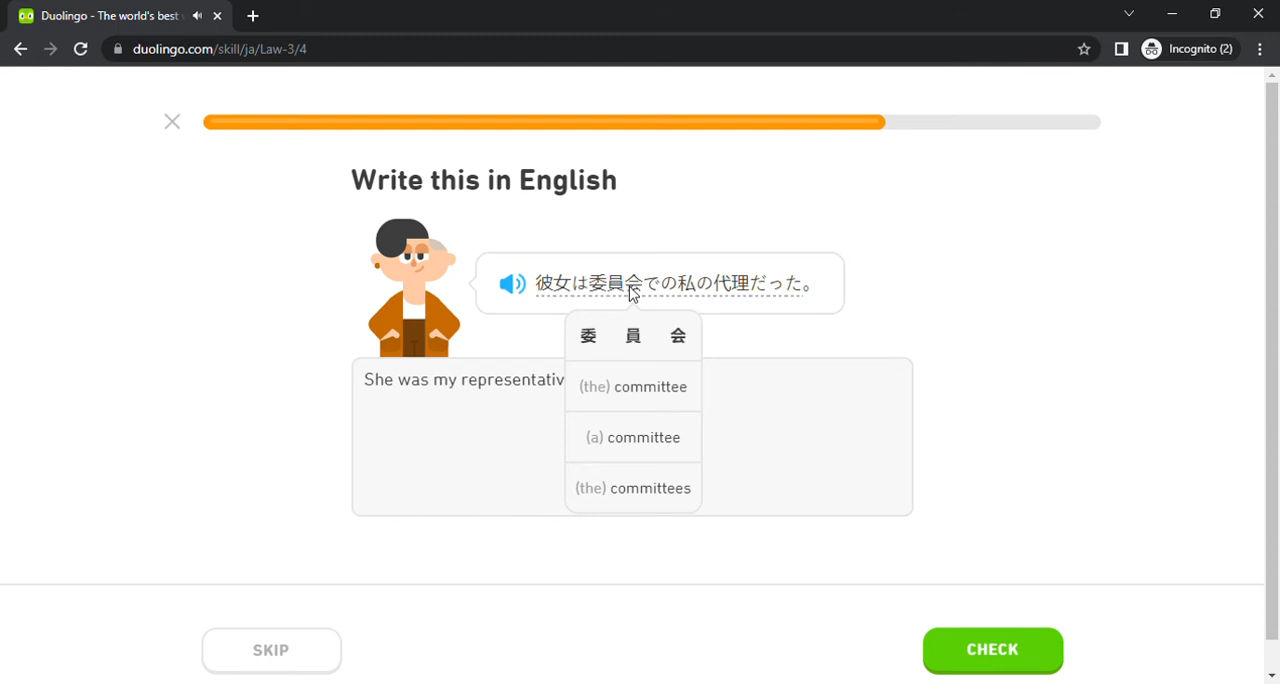 Duolingo - The world's best
duolingo.com/skill/ja/Law-3/4
Incognito (2)
Write this in English
彼女は委員会での私の代理だった。
委 員 会
(the) committee
(a) committee
(the) committees
She was my representativ
SKIP
CHECK